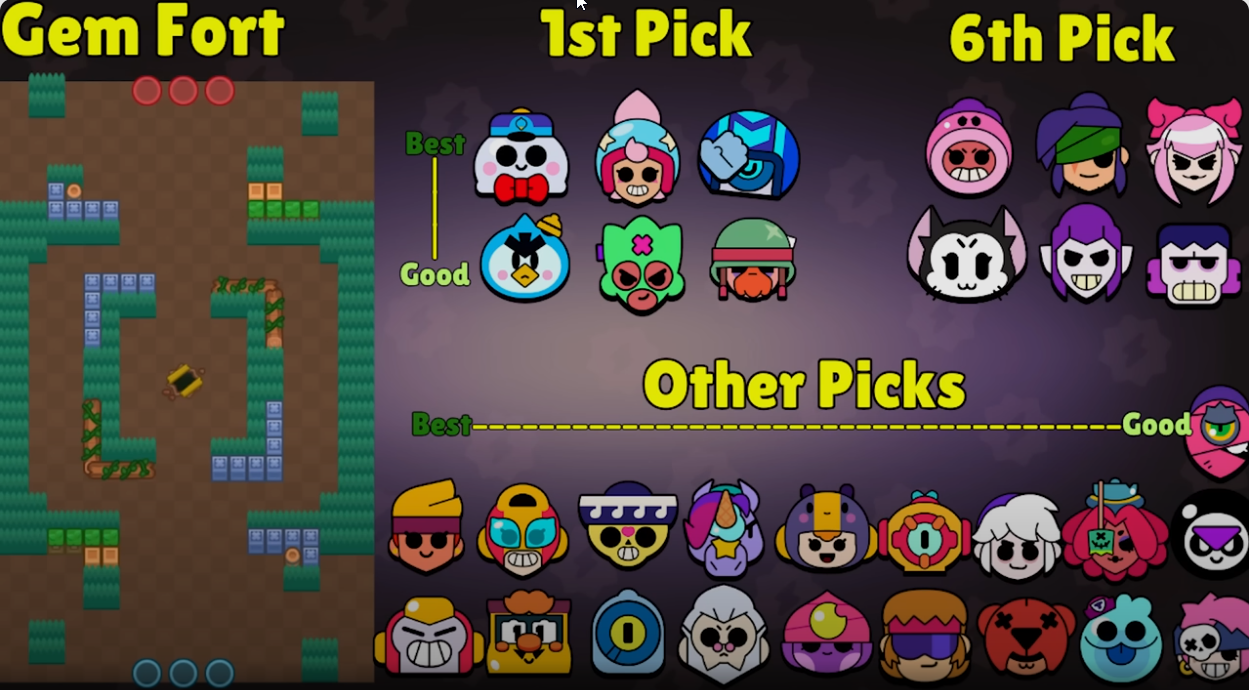 Gem Fort
1st Pick
6th Pick
Best
Good
Other Picks
Best
Good